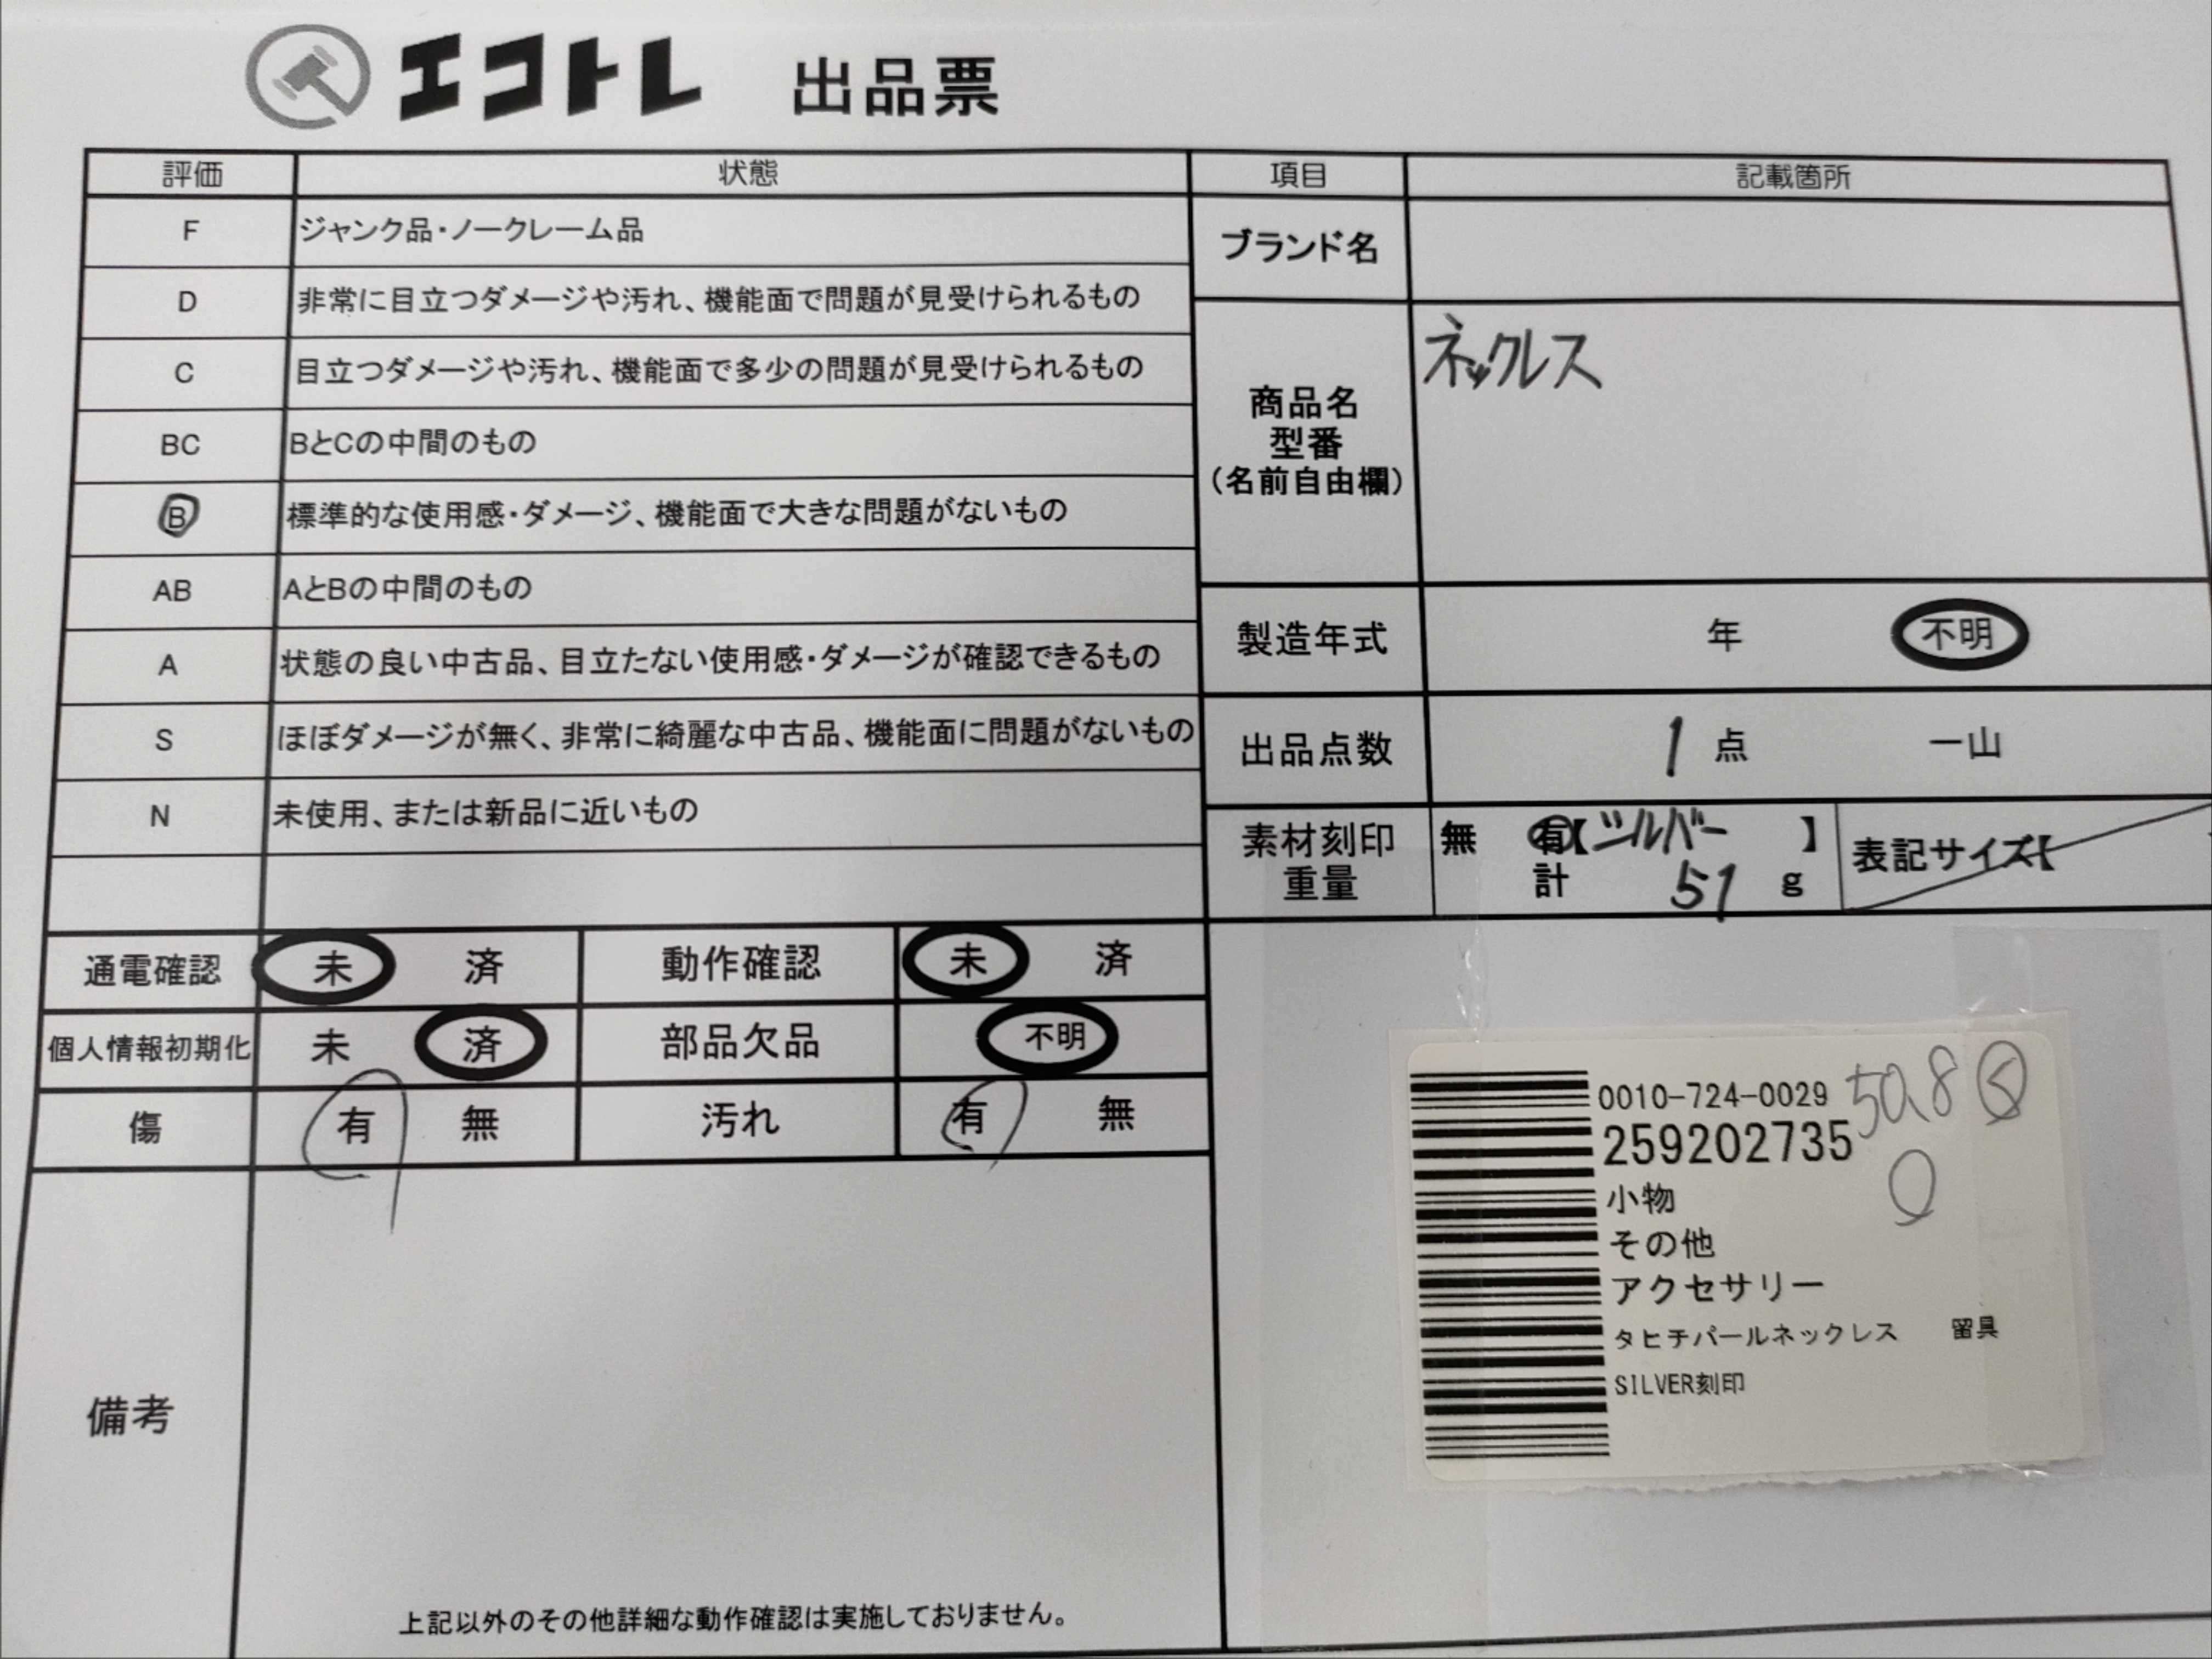 エコトレ 出品票
評価 状態
F ジャンク品・ノークレーム品
D 非常に目立つダメージや汚れ、機能面で問題が見受けられるもの
C 目立つダメージや汚れ、機能面で多少の問題が見受けられるもの
BC BとCの中間のもの
B 標準的な使用感・ダメージ、機能面で大きな問題がないもの
AB AとBの中間のもの
A 状態の良い中古品、目立たない使用感・ダメージが確認できるもの
S ほぼダメージが無く、非常に綺麗な中古品、機能面に問題がないもの
N 未使用、または新品に近いもの
項目 記載箇所
ブランド名
商品名
型番
(名前自由欄)
ネックレス
製造年式 年 不明
出品点数 1 点 一山
素材刻印 無 有【シルバー 】
重量 計 51 g
表記サイズ【
通電確認 未 済 動作確認 未 済
個人情報初期化 未 済 部品欠品 不明
傷 有 無 汚れ 有 無
備考
上記以外のその他詳細な動作確認は実施しておりません。
0010-724-0029 50.8
259202735
小物
その他
アクセサリー
タヒチパールネックレス 留具
SILVER刻印